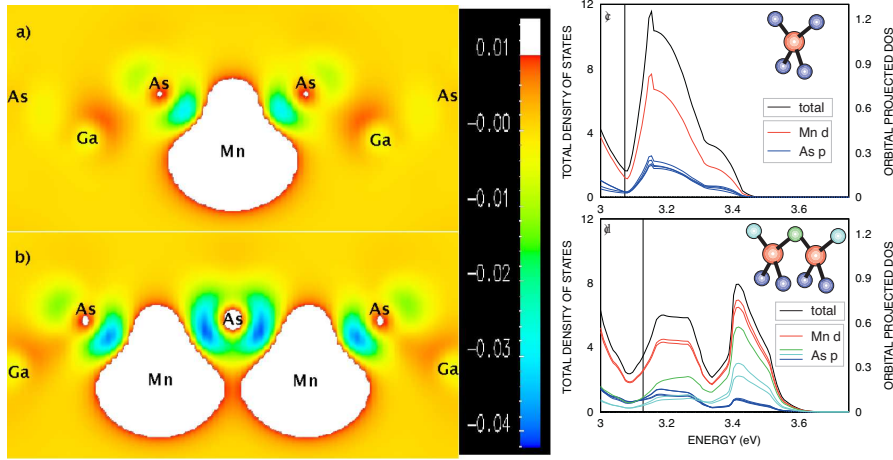 a)
As
As
As
As
Ga
Ga
Mn
b)
As
As
As
Ga
Ga
Mn
Mn
0.01
-0.00
-0.01
-0.02
-0.03
-0.04
TOTAL DENSITY OF STATES
12
8
4
0
c)
total
Mn d
As p
1.2
0.9
0.6
0.3
0
ORBITAL PROJECTED DOS
3
3.2
3.4
3.6
TOTAL DENSITY OF STATES
12
8
4
0
d)
total
Mn d
As p
1.2
0.9
0.6
0.3
0
ORBITAL PROJECTED DOS
3
3.2
3.4
3.6
ENERGY (eV)